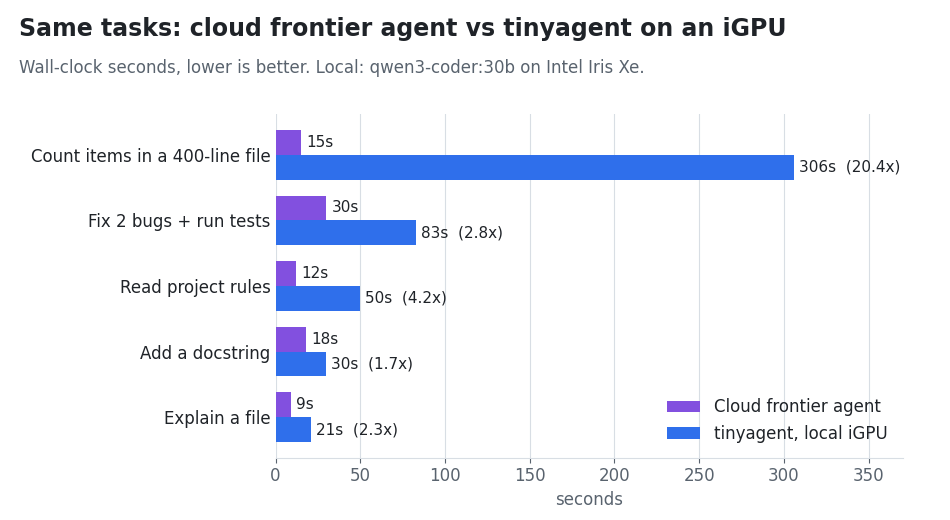 Same tasks: cloud frontier agent vs tinyagent on an iGPU
Wall-clock seconds, lower is better. Local: qwen3-coder:30b on Intel Iris Xe.
Count items in a 400-line file
15s
306s (20.4x)
Fix 2 bugs + run tests
30s
83s (2.8x)
Read project rules
12s
50s (4.2x)
Add a docstring
18s
30s (1.7x)
Explain a file
9s
21s (2.3x)
Cloud frontier agent
tinyagent, local iGPU
0 50 100 150 200 250 300 350
seconds